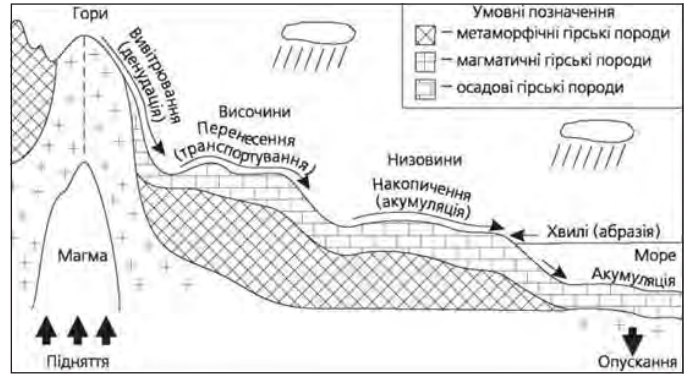 Гори
Вивітрювання
(денудація)
Височини
Перенесення
(транспортування)
Низовини
Накопичення
(акумуляція)
Хвилі (абразія)
Море
Акумуляція
Магма
Підняття
Опускання
Умовні позначення
– метаморфічні гірські породи
– магматичні гірські породи
– осадові гірські породи